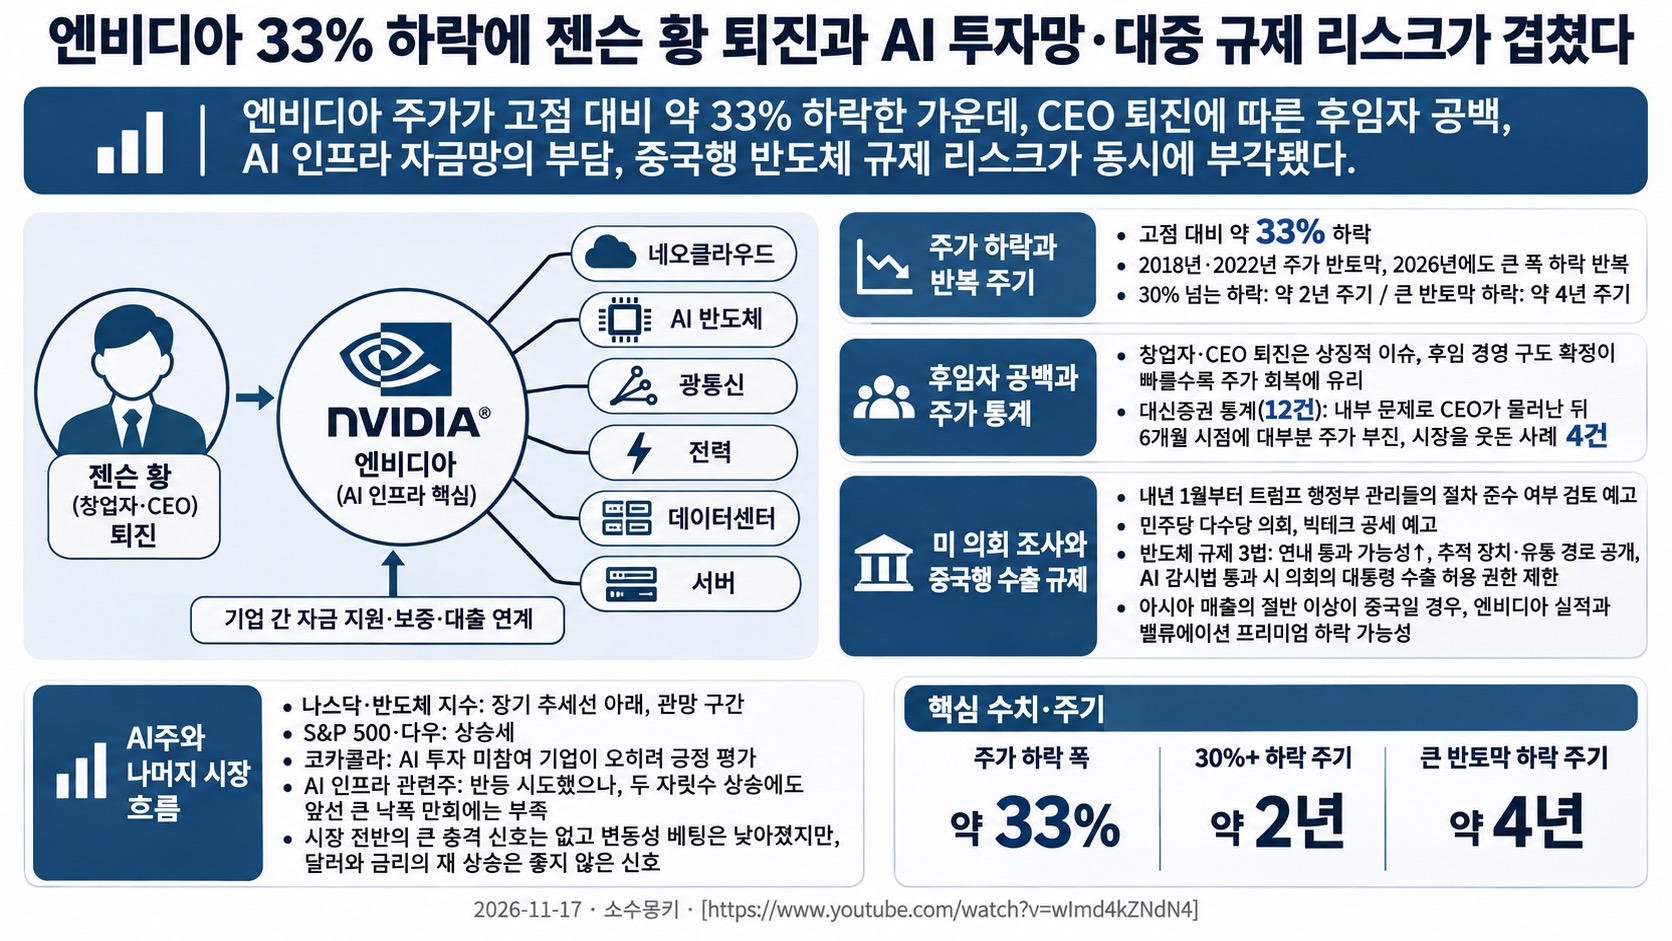 엔비디아 33% 하락에 젠슨 황 퇴진과 AI 투자망·대중 규제 리스크가 겹쳤다
엔비디아 주가가 고점 대비 약 33% 하락한 가운데, CEO 퇴진에 따른 후임자 공백,
AI 인프라 자금망의 부담, 중국행 반도체 규제 리스크가 동시에 부각됐다.
젠슨 황
(창업자·CEO)
퇴진
NVIDIA®
엔비디아
(AI 인프라 핵심)
네오클라우드
AI 반도체
광통신
전력
데이터센터
서버
기업 간 자금 지원·보증·대출 연계
주가 하락과
반복 주기
• 고점 대비 약 33% 하락
• 2018년·2022년 주가 반토막, 2026년에도 큰 폭 하락 반복
• 30% 넘는 하락: 약 2년 주기 / 큰 반토막 하락: 약 4년 주기
후임자 공백과
주가 통계
• 창업자·CEO 퇴진은 상징적 이슈, 후임 경영 구도 확정이
빠를수록 주가 회복에 유리
• 대신증권 통계(12건): 내부 문제로 CEO가 물러난 뒤
6개월 시점에 대부분 주가 부진, 시장을 웃돈 사례 4건
미 의회 조사와
중국행 수출 규제
• 내년 1월부터 트럼프 행정부 관리들의 절차 준수 여부 검토 예고
• 민주당 다수당 의회, 빅테크 공세 예고
• 반도체 규제 3법: 연내 통과 가능성↑, 추적 장치·유통 경로 공개,
AI 감시법 통과 시 의회의 대통령 수출 허용 권한 제한
• 아시아 매출의 절반 이상이 중국일 경우, 엔비디아 실적과
밸류에이션 프리미엄 하락 가능성
AI주와
나머지 시장
흐름
• 나스닥·반도체 지수: 장기 추세선 아래, 관망 구간
• S&P 500·다우: 상승세
• 코카콜라: AI 투자 미참여 기업이 오히려 긍정 평가
• AI 인프라 관련주: 반등 시도했으나, 두 자릿수 상승에도
앞선 큰 낙폭 만회에는 부족
• 시장 전반의 큰 충격 신호는 없고 변동성 베팅은 낮아졌지만,
달러와 금리의 재 상승은 좋지 않은 신호
핵심 수치·주기
주가 하락 폭
약 33%
30%+ 하락 주기
약 2년
큰 반토막 하락 주기
약 4년
2026-11-17 · 소수몽키 · [https://www.youtube.com/watch?v=wImd4kZNdN4]